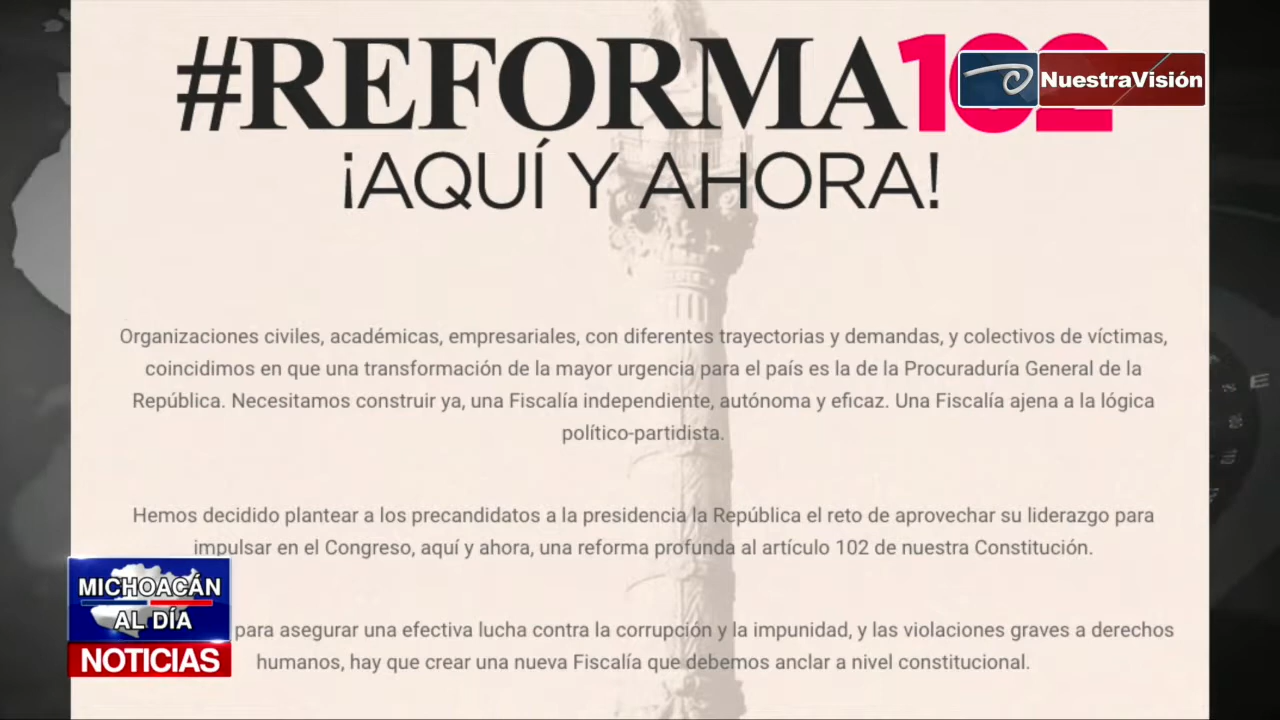 #REFORMA102
NuestraVisión
¡AQUÍ Y AHORA!
Organizaciones civiles, académicas, empresariales, con diferentes trayectorias y demandas, y colectivos de víctimas,
coincidimos en que una transformación de la mayor urgencia para el país es la de la Procuraduría General de la
República. Necesitamos construir ya, una Fiscalía independiente, autónoma y eficaz. Una Fiscalía ajena a la lógica
político-partidista.
Hemos decidido plantear a los precandidatos a la presidencia la República el reto de aprovechar su liderazgo para
impulsar en el Congreso, aquí y ahora, una reforma profunda al artículo 102 de nuestra Constitución.
para asegurar una efectiva lucha contra la corrupción y la impunidad, y las violaciones graves a derechos
humanos, hay que crear una nueva Fiscalía que debemos anclar a nivel constitucional.
MICHOACÁN
AL DÍA
NOTICIAS